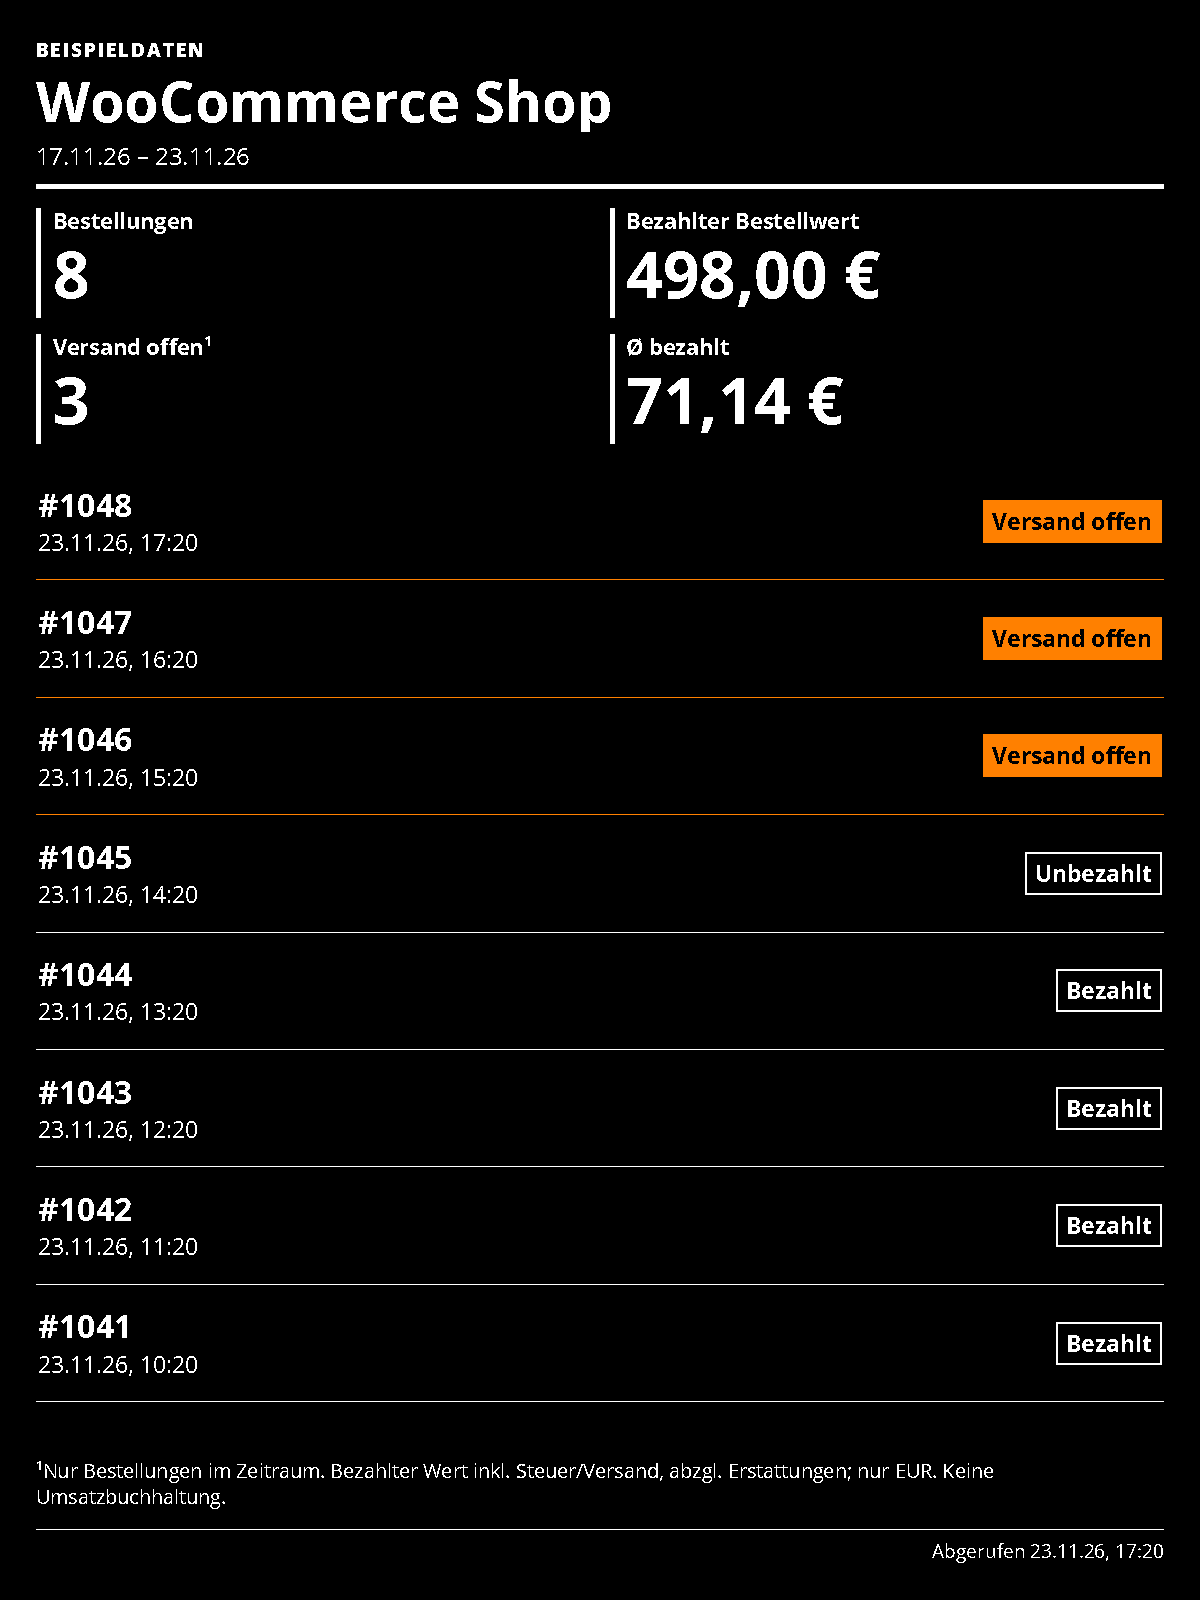 BEISPIELDATEN
WooCommerce Shop
17.11.26 – 23.11.26
Bestellungen
8
Bezahlter Bestellwert
498,00 €
Versand offen¹
3
Ø bezahlt
71,14 €
#1048
23.11.26, 17:20
Versand offen
#1047
23.11.26, 16:20
Versand offen
#1046
23.11.26, 15:20
Versand offen
#1045
23.11.26, 14:20
Unbezahlt
#1044
23.11.26, 13:20
Bezahlt
#1043
23.11.26, 12:20
Bezahlt
#1042
23.11.26, 11:20
Bezahlt
#1041
23.11.26, 10:20
Bezahlt
¹Nur Bestellungen im Zeitraum. Bezahlter Wert inkl. Steuer/Versand, abzgl. Erstattungen; nur EUR. Keine
Umsatzbuchhaltung.
Abgerufen 23.11.26, 17:20